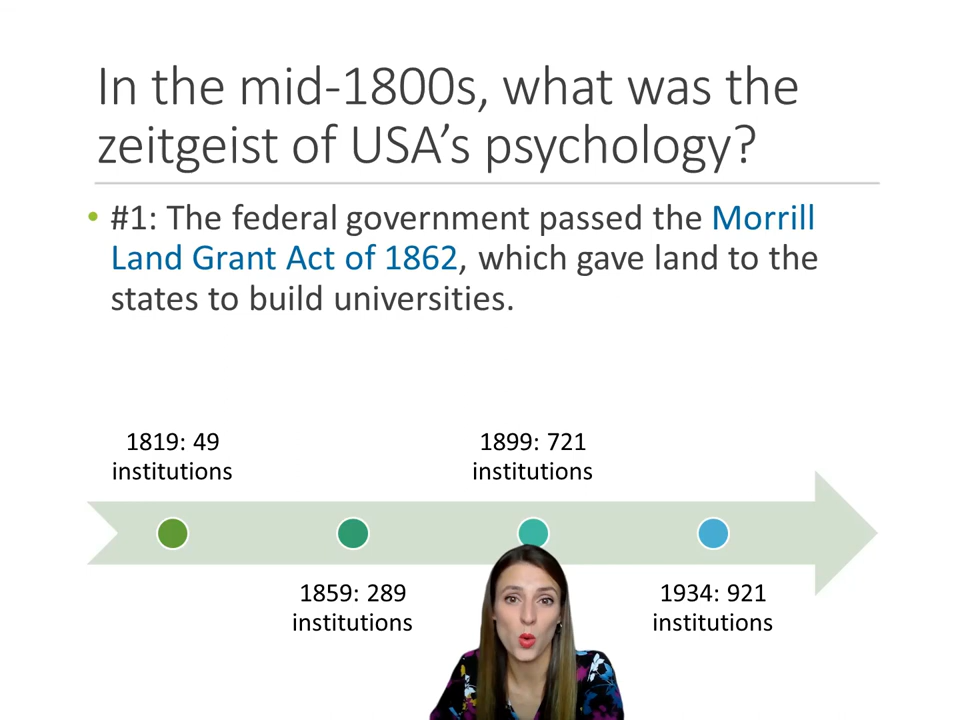 In the mid-1800s, what was the
zeitgeist of USA's psychology?
• #1: The federal government passed the Morrill
Land Grant Act of 1862, which gave land to the
states to build universities.
1819: 49
institutions
1899: 721
institutions
1859: 289
institutions
1934: 921
institutions